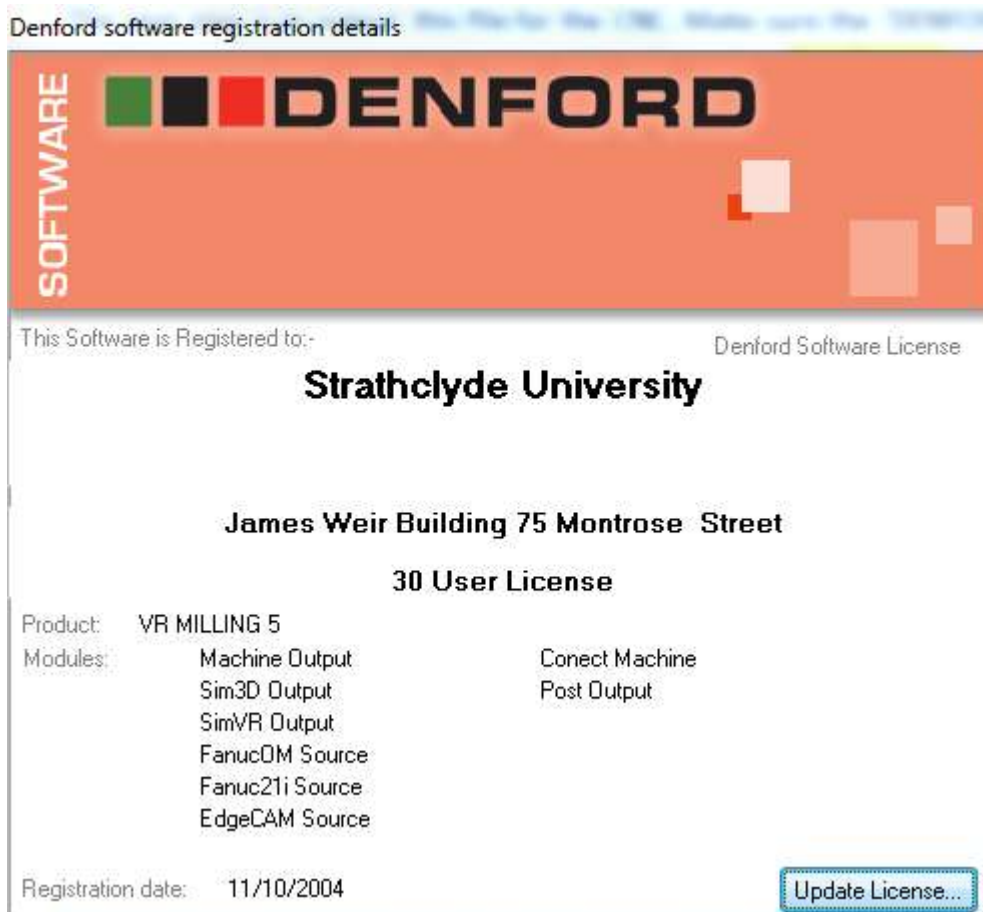 Denford software registration details
SOFTWARE
DENFORD
This Software is Registered to:-
Denford Software License
Strathclyde University
James Weir Building 75 Montrose  Street
30 User License
Product: VR MILLING 5
Modules: Machine Output Conect Machine
Sim3D Output Post Output
SimVR Output
Fanuc0M Source
Fanuc21i Source
EdgeCAM Source
Registration date: 11/10/2004
Update License...